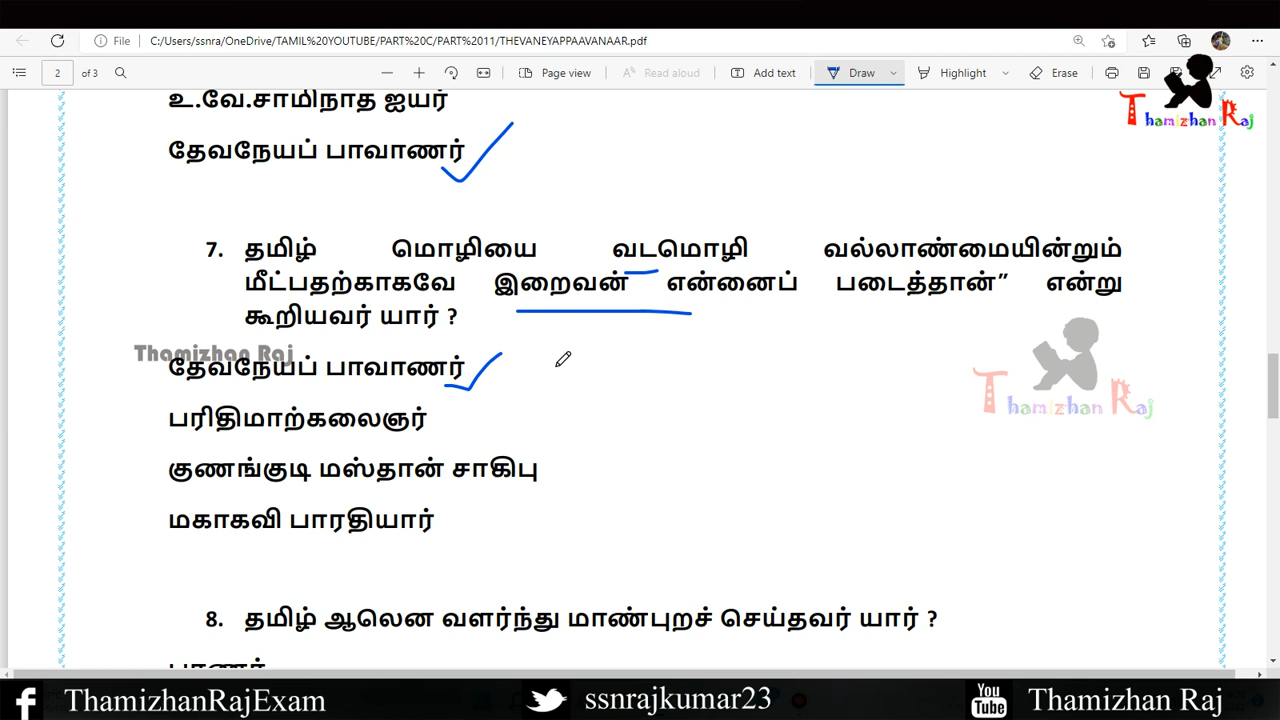 File
C:/Users/ssnra/OneDrive/TAMIL%20YOUTUBE/PART%20C/PART%2011/THEVANEYAPPAAVANAAR.pdf
2 of 3
Page view
Read aloud
Add text
Draw
Highlight
Erase
Thamizhan Raj
உ.வே.சாமிநாத ஐயர்
தேவநேயப் பாவாணர்
7. தமிழ் மொழியை வடமொழி வல்லாண்மையின்றும்
மீட்பதற்காகவே இறைவன் என்னைப் படைத்தான்” என்று
கூறியவர் யார் ?
Thamizhan Raj
தேவநேயப் பாவாணர்
Thamizhan Raj
பரிதிமாற்கலைஞர்
குணங்குடி மஸ்தான் சாகிபு
மகாகவி பாரதியார்
8. தமிழ் ஆலென வளர்ந்து மாண்புறச் செய்தவர் யார் ?
ThamizhanRajExam
ssnrajkumar23
You Tube
Thamizhan Raj